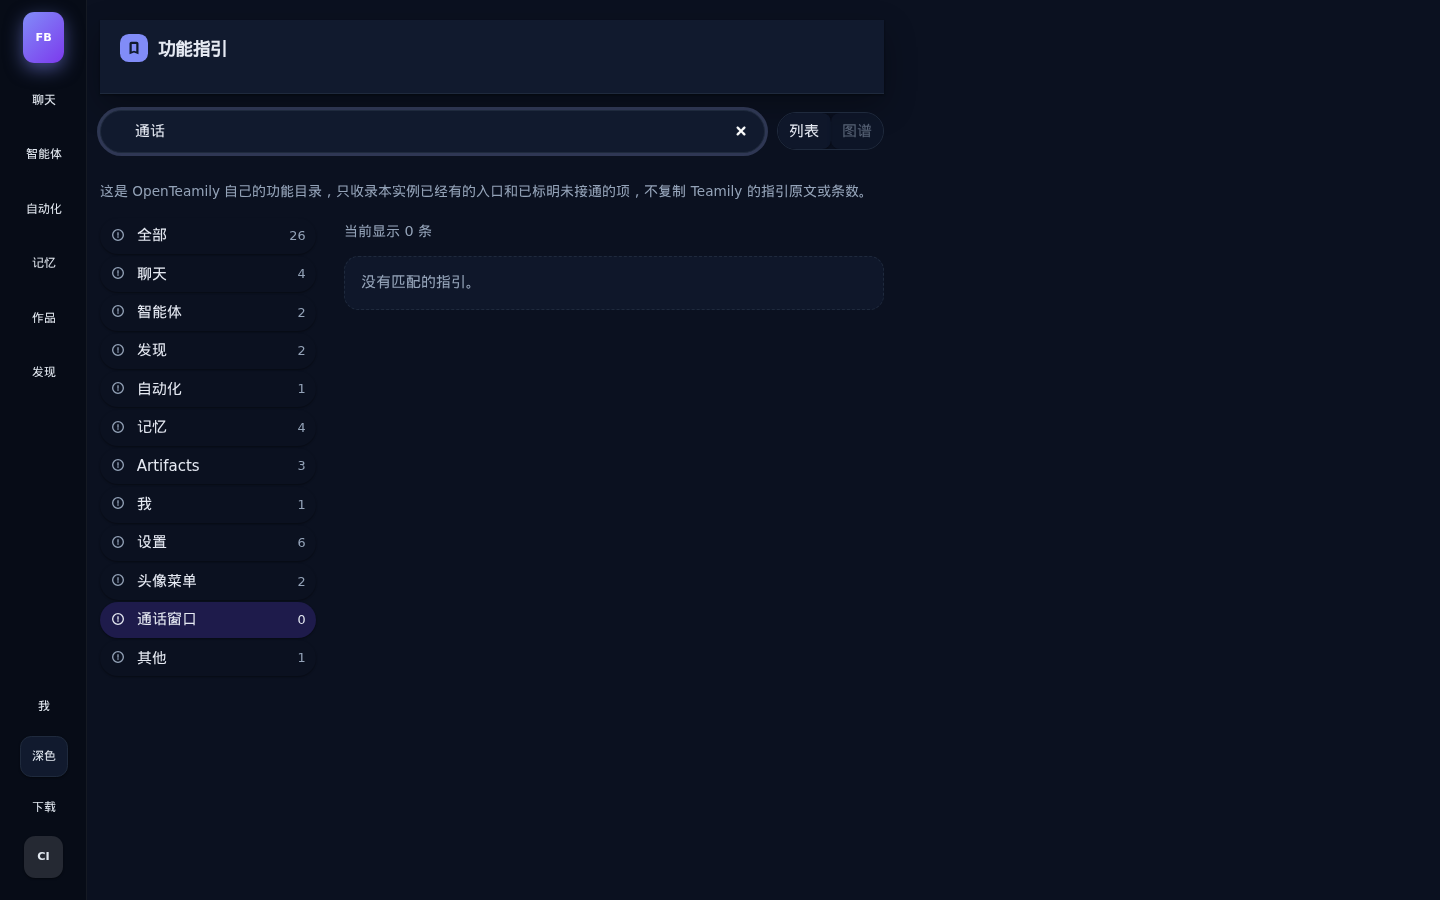 FB
聊天
智能体
自动化
记忆
作品
发现
我
深色
下载
CI
功能指引
通话
列表
图谱
这是 OpenTeamily 自己的功能目录，只收录本实例已经有的入口和已标明未接通的项，不复制 Teamily 的指引原文或条数。
全部 26
聊天 4
智能体 2
发现 2
自动化 1
记忆 4
Artifacts 3
我 1
设置 6
头像菜单 2
通话窗口 0
其他 1
当前显示 0 条
没有匹配的指引。